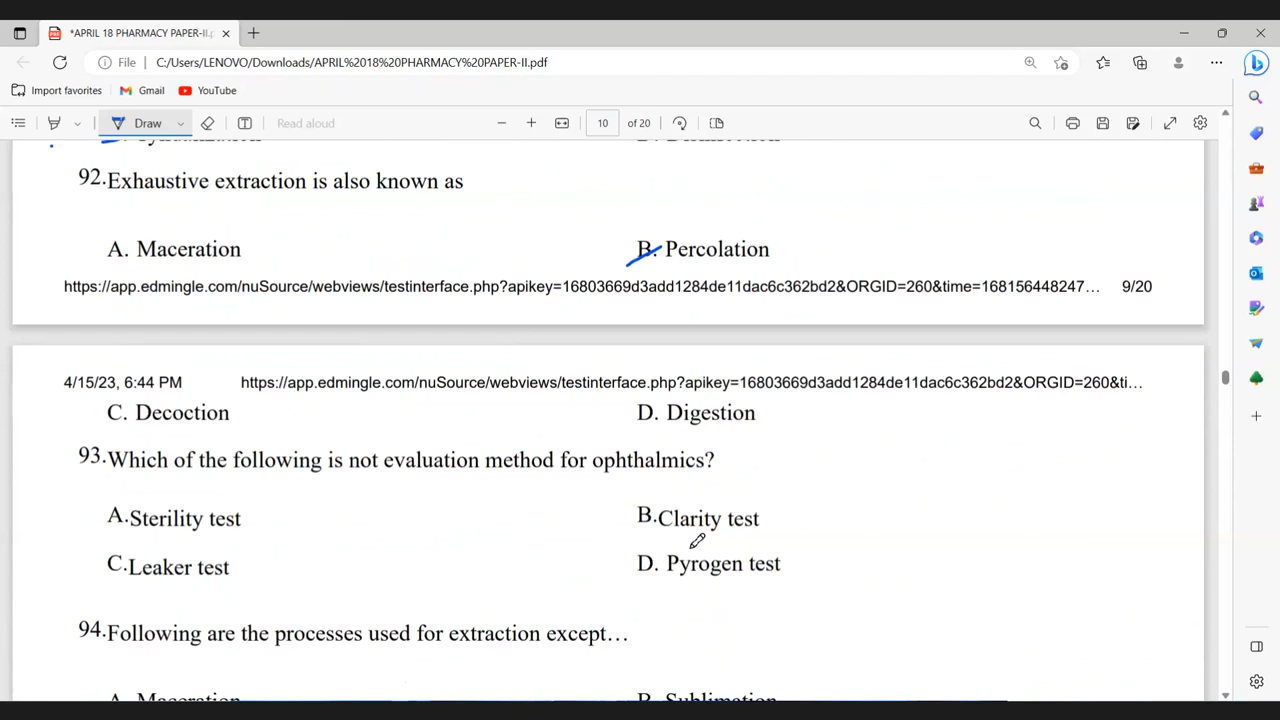 *APRIL 18 PHARMACY PAPER-II.p
File C:/Users/LENOVO/Downloads/APRIL%2018%20PHARMACY%20PAPER-II.pdf
Import favorites Gmail YouTube
Draw Read aloud 10 of 20
92. Exhaustive extraction is also known as
A. Maceration B. Percolation
https://app.edmingle.com/nuSource/webviews/testinterface.php?apikey=16803669d3add1284de11dac6c362bd2&ORGID=260&time=168156448247… 9/20
4/15/23, 6:44 PM https://app.edmingle.com/nuSource/webviews/testinterface.php?apikey=16803669d3add1284de11dac6c362bd2&ORGID=260&ti…
C. Decoction D. Digestion
93. Which of the following is not evaluation method for ophthalmics?
A. Sterility test B. Clarity test
C. Leaker test D. Pyrogen test
94. Following are the processes used for extraction except…
A. Maceration B. Sublimation